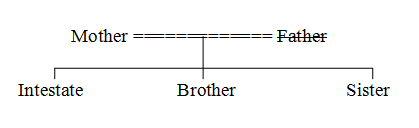 Mother ============= Father
Intestate Brother Sister